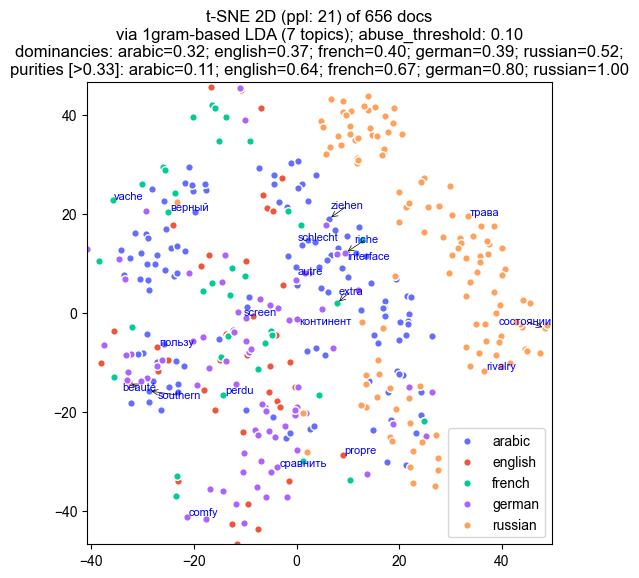 t-SNE 2D (ppl: 21) of 656 docs
via 1gram-based LDA (7 topics); abuse_threshold: 0.10
dominancies: arabic=0.32; english=0.37; french=0.40; german=0.39; russian=0.52;
purities [>0.33]: arabic=0.11; english=0.64; french=0.67; german=0.80; russian=1.00
40
vache
ziehen
верный
трава
20
schlecht
riche
interface
autre
extra
0
screen
континент
состоянии
пользу
rivalry
beauté
southern
perdu
−20
propre
сравнить
comfy
−40
arabic
english
french
german
russian
−40
−20
0
20
40